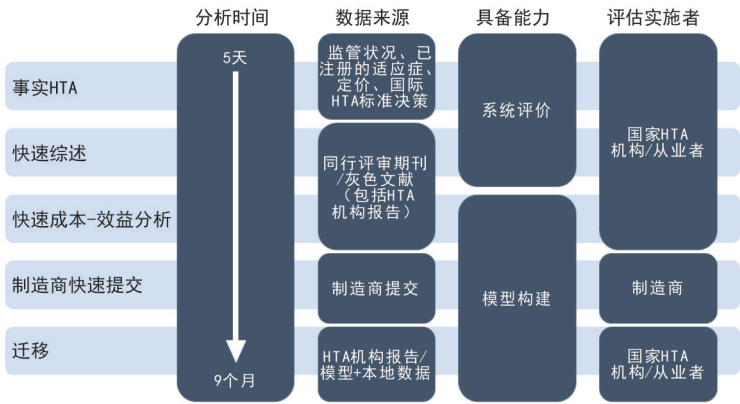 分析时间 数据来源 具备能力 评估实施者
5天
监管状况、已
注册的适应症、
定价、国际
HTA标准决策
事实HTA
系统评价
国家HTA
机构/从业者
快速综述
同行评审期刊
/灰色文献
（包括HTA
机构报告）
快速成本-效益分析
制造商快速提交
制造商提交
模型构建
制造商
迁移
HTA机构报告/
模型+本地数据
国家HTA
机构/从业者
9个月